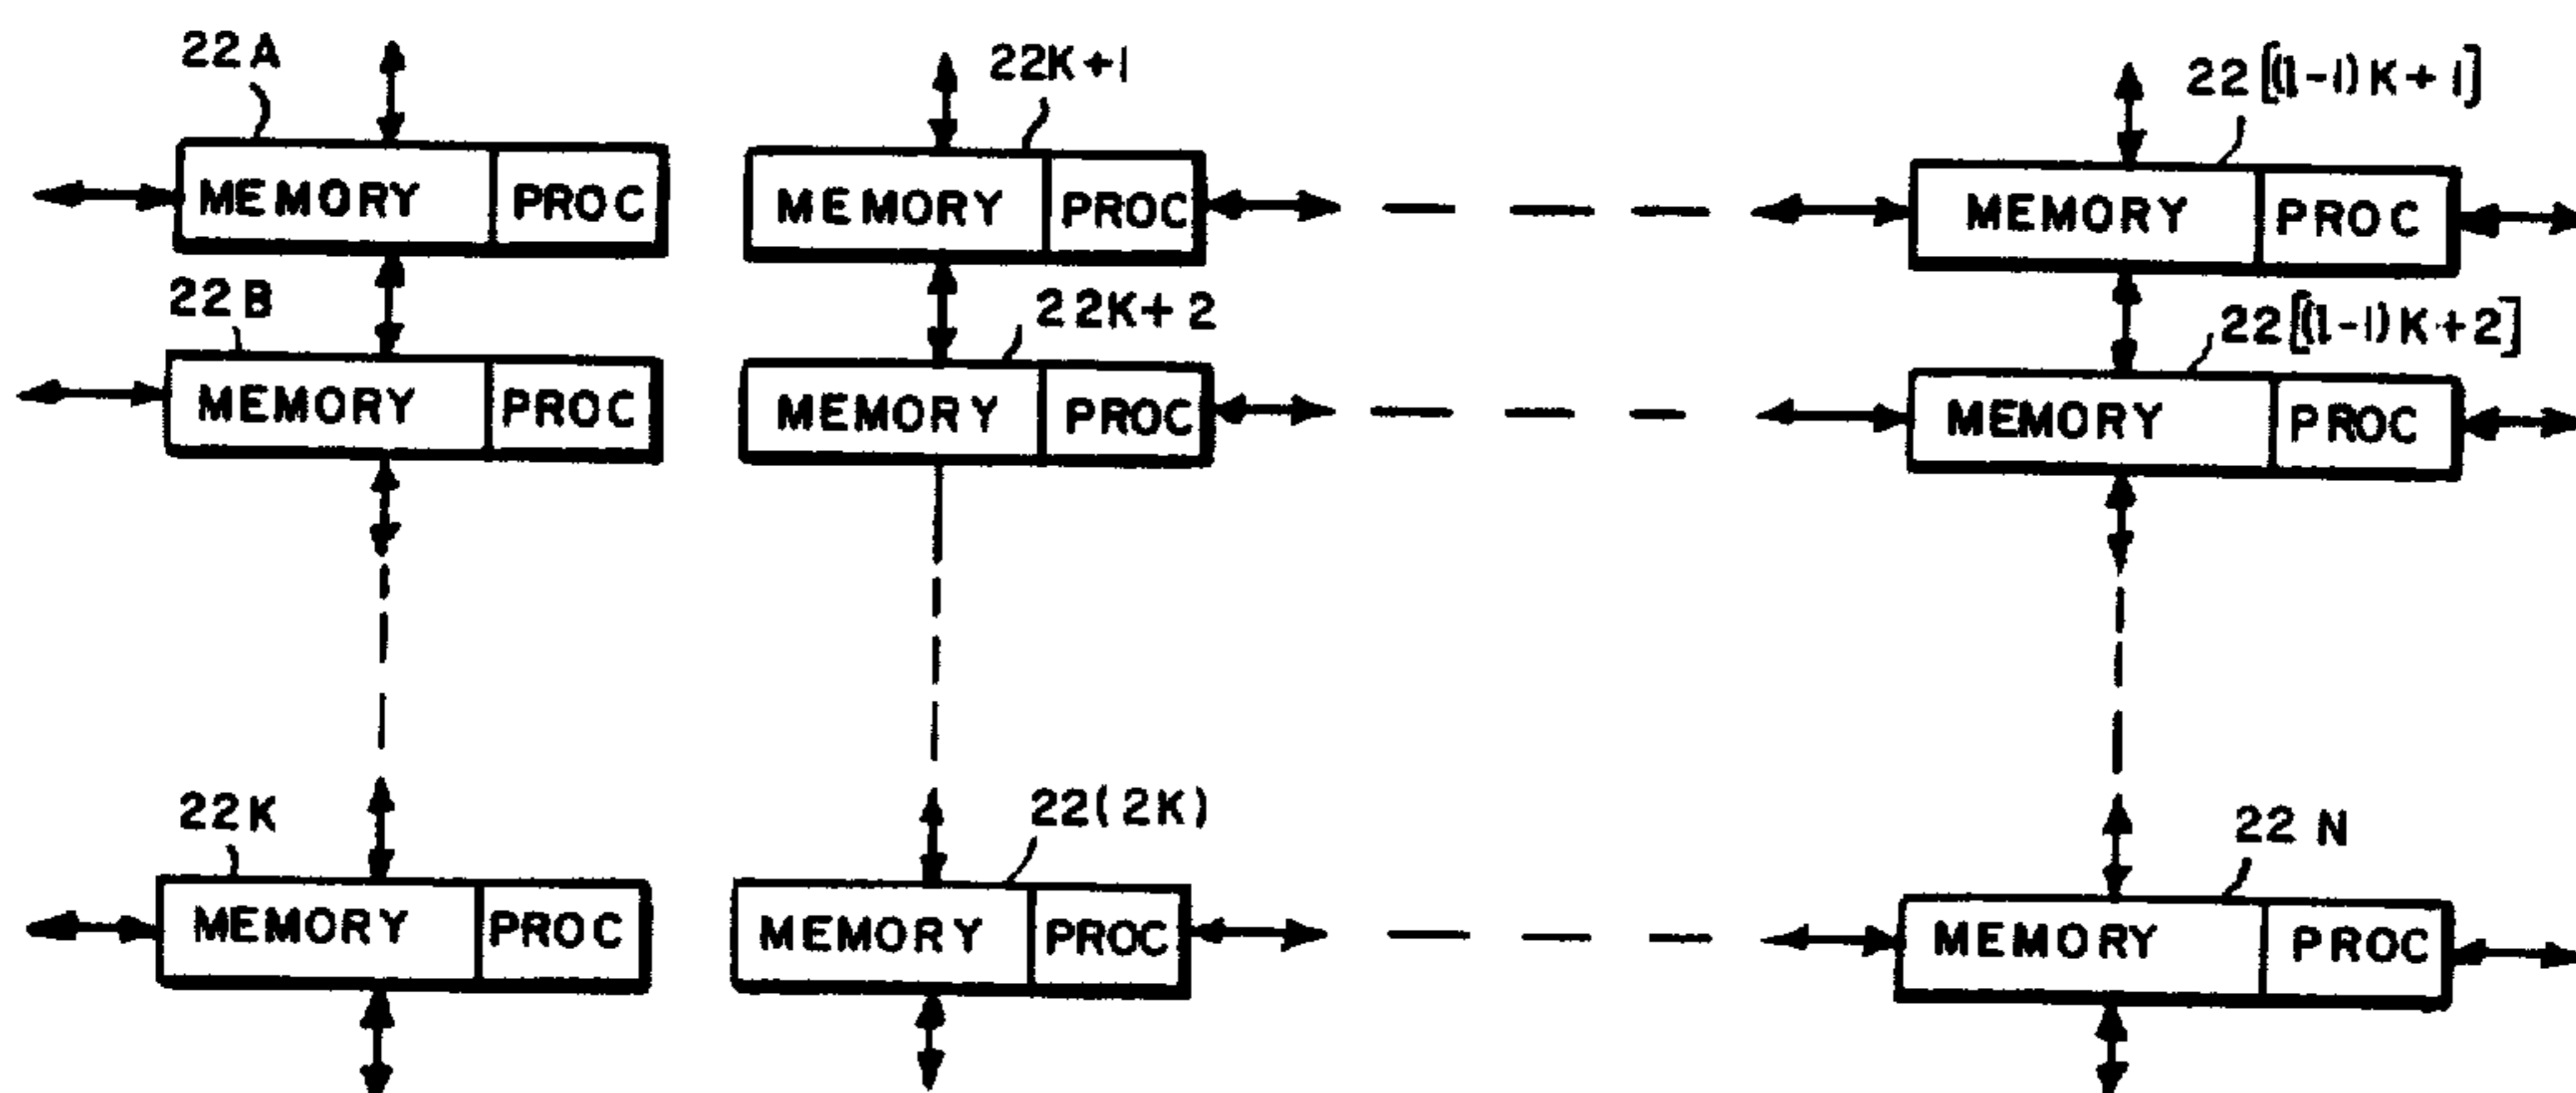 22A 22K+1 22[(l-1)K+1]
MEMORY PROC MEMORY PROC MEMORY PROC
22B 22K+2 22[(l-1)K+2]
MEMORY PROC MEMORY PROC MEMORY PROC
22K 22(2K) 22N
MEMORY PROC MEMORY PROC MEMORY PROC